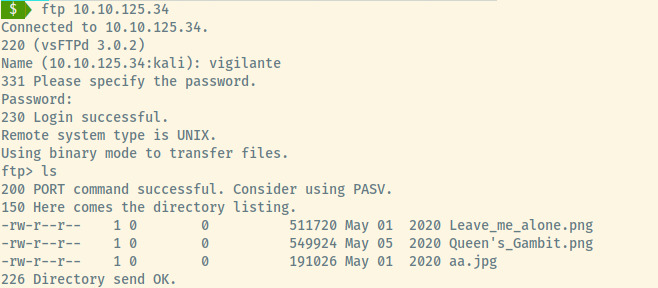 $ ftp 10.10.125.34
Connected to 10.10.125.34.
220 (vsFTPd 3.0.2)
Name (10.10.125.34:kali): vigilante
331 Please specify the password.
Password:
230 Login successful.
Remote system type is UNIX.
Using binary mode to transfer files.
ftp> ls
200 PORT command successful. Consider using PASV.
150 Here comes the directory listing.
-rw-r--r--    1 0        0          511720 May 01  2020 Leave_me_alone.png
-rw-r--r--    1 0        0          549924 May 05  2020 Queen's_Gambit.png
-rw-r--r--    1 0        0          191026 May 01  2020 aa.jpg
226 Directory send OK.